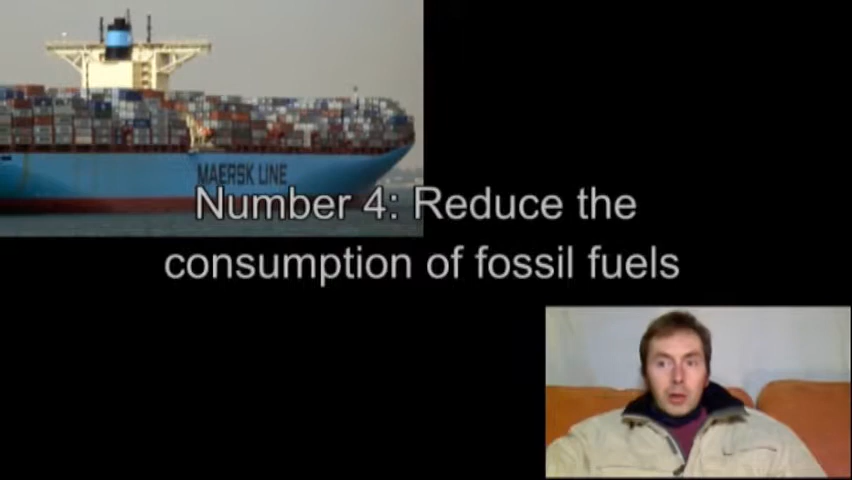 MAERSK LINE
Number 4: Reduce the
consumption of fossil fuels